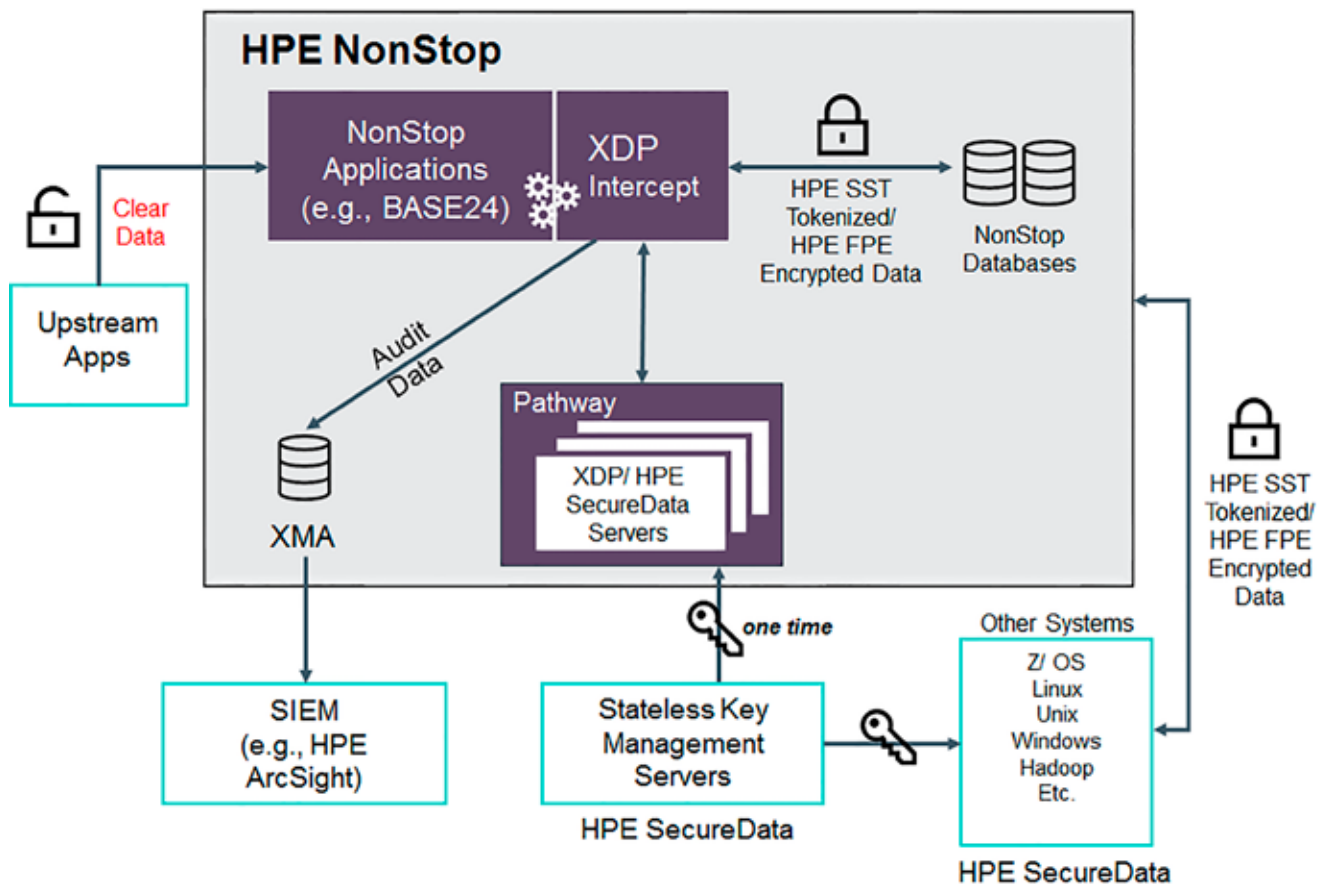 HPE NonStop
NonStop
Applications
(e.g., BASE24)
XDP
Intercept
HPE SST
Tokenized/
HPE FPE
Encrypted Data
NonStop
Databases
Clear
Data
Upstream
Apps
Audit
Data
Pathway
XDP/ HPE
SecureData
Servers
XMA
HPE SST
Tokenized/
HPE FPE
Encrypted
Data
one time
SIEM
(e.g., HPE
ArcSight)
Stateless Key
Management
Servers
HPE SecureData
Other Systems
Z/ OS
Linux
Unix
Windows
Hadoop
Etc.
HPE SecureData